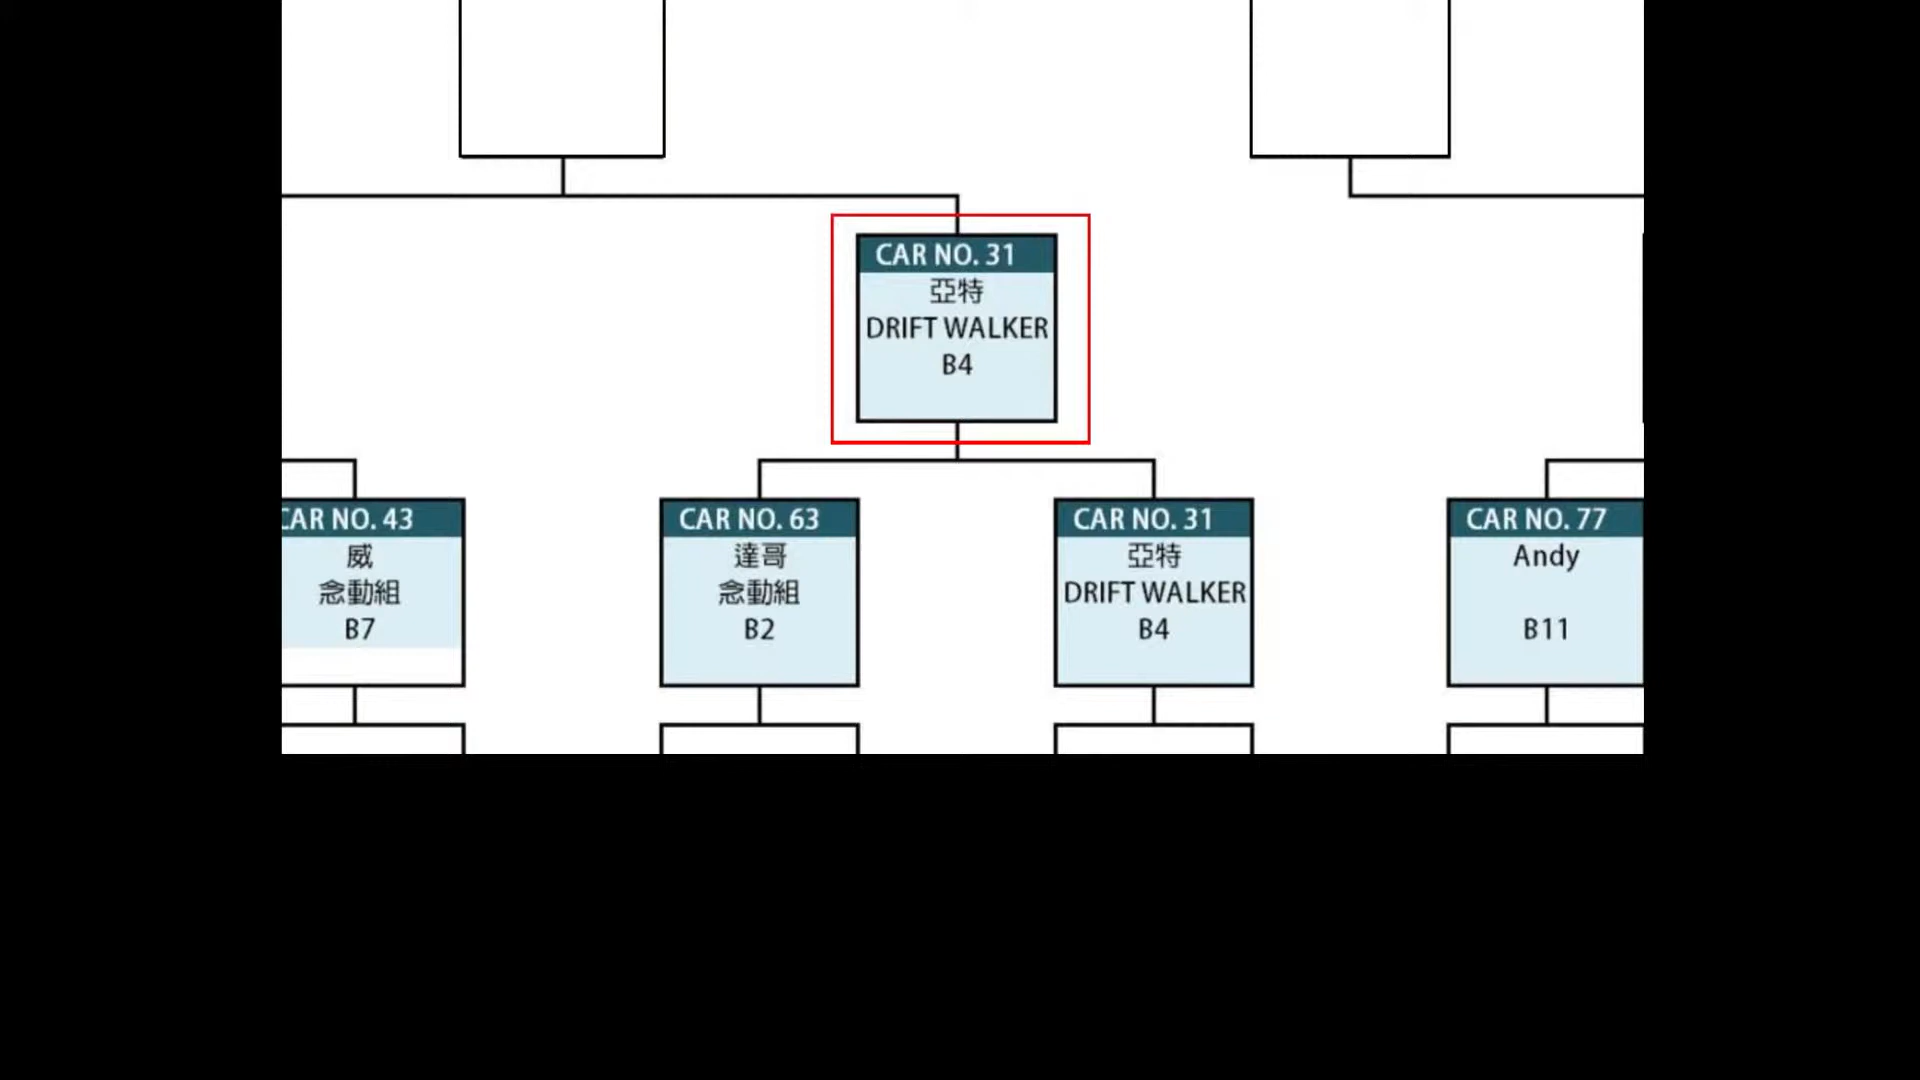 CAR NO. 31
亞特
DRIFT WALKER
B4
CAR NO. 43
威
念動組
B7
CAR NO. 63
達哥
念動組
B2
CAR NO. 31
亞特
DRIFT WALKER
B4
CAR NO. 77
Andy
B11